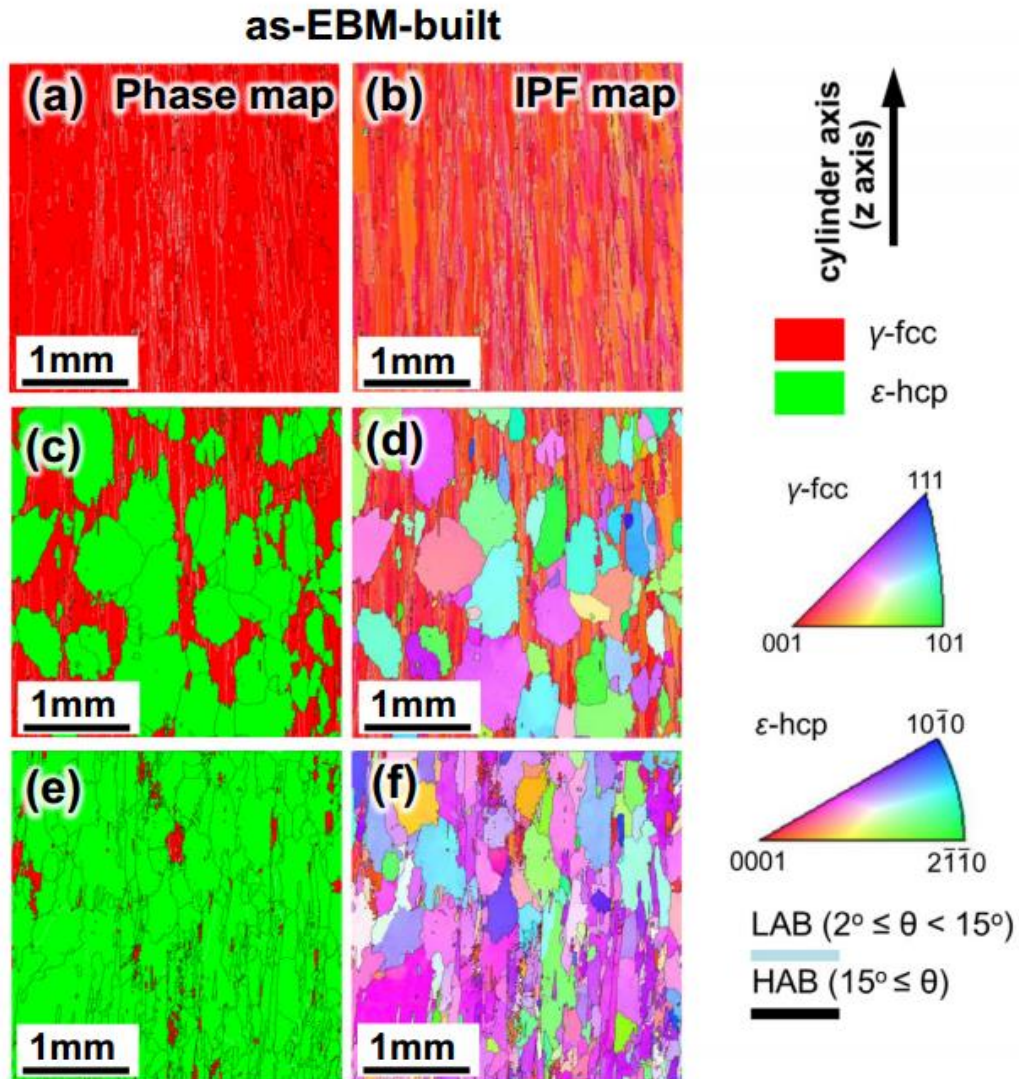 as-EBM-built
(a) Phase map
(b) IPF map
1mm
1mm
(c)
(d)
1mm
1mm
(e)
(f)
1mm
1mm
cylinder axis
(z axis)
γ-fcc
ε-hcp
γ-fcc
111
001
101
ε-hcp
101̅0
0001
21̅1̅0
LAB (2° ≤ θ < 15°)
HAB (15° ≤ θ)